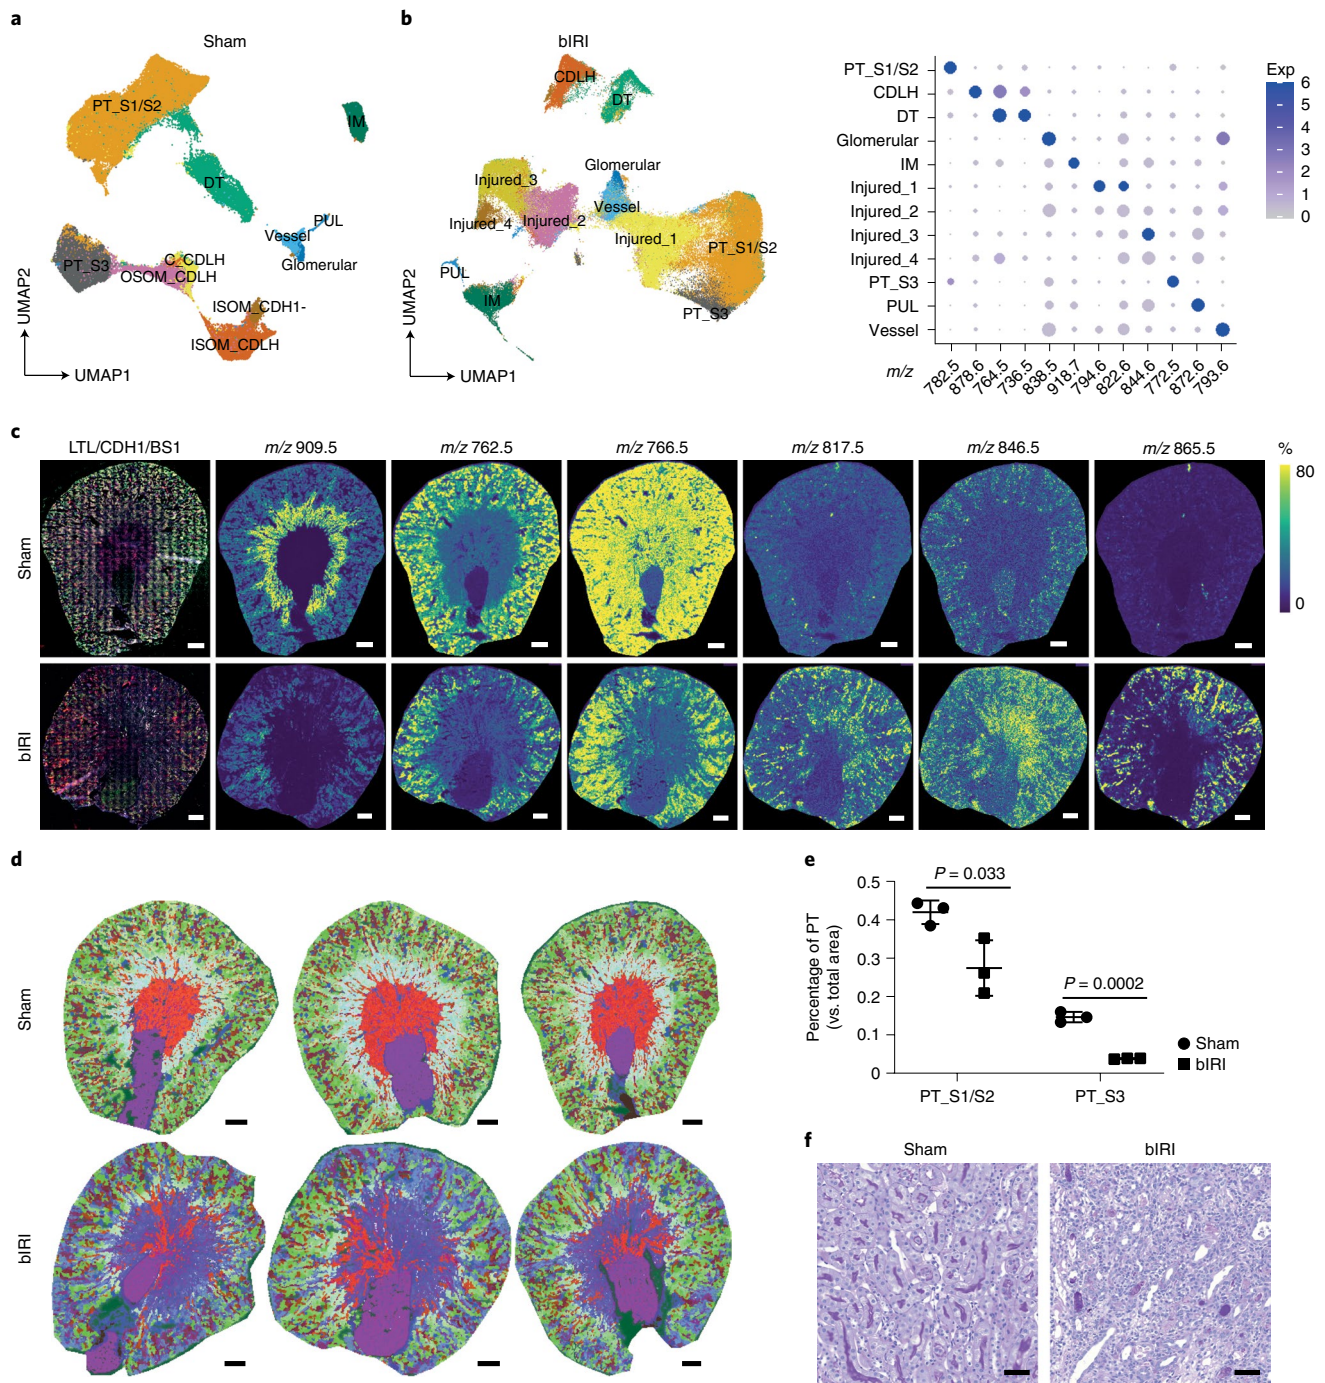 a
Sham
PT_S1/S2
IM
DT
PUL
Vessel
Glomerular
PT_S3
C_CDLH
OSOM_CDLH
ISOM_CDH1-
ISOM_CDLH
UMAP2
UMAP1
b
bIRI
CDLH
DT
Glomerular
Injured_3
Vessel
Injured_4
Injured_2
Injured_1
PT_S1/S2
PUL
IM
PT_S3
UMAP2
UMAP1
PT_S1/S2
CDLH
DT
Glomerular
IM
Injured_1
Injured_2
Injured_3
Injured_4
PT_S3
PUL
Vessel
m/z
782.5
878.6
764.5
736.5
838.5
918.7
794.6
822.6
844.6
772.5
872.6
793.6
Exp
6
5
4
3
2
1
0
c
LTL/CDH1/BS1
m/z 909.5
m/z 762.5
m/z 766.5
m/z 817.5
m/z 846.5
m/z 865.5
%
80
0
Sham
bIRI
d
Sham
bIRI
e
P = 0.033
P = 0.0002
Percentage of PT
(vs. total area)
0.5
0.4
0.3
0.2
0.1
0
PT_S1/S2
PT_S3
Sham
bIRI
f
Sham
bIRI